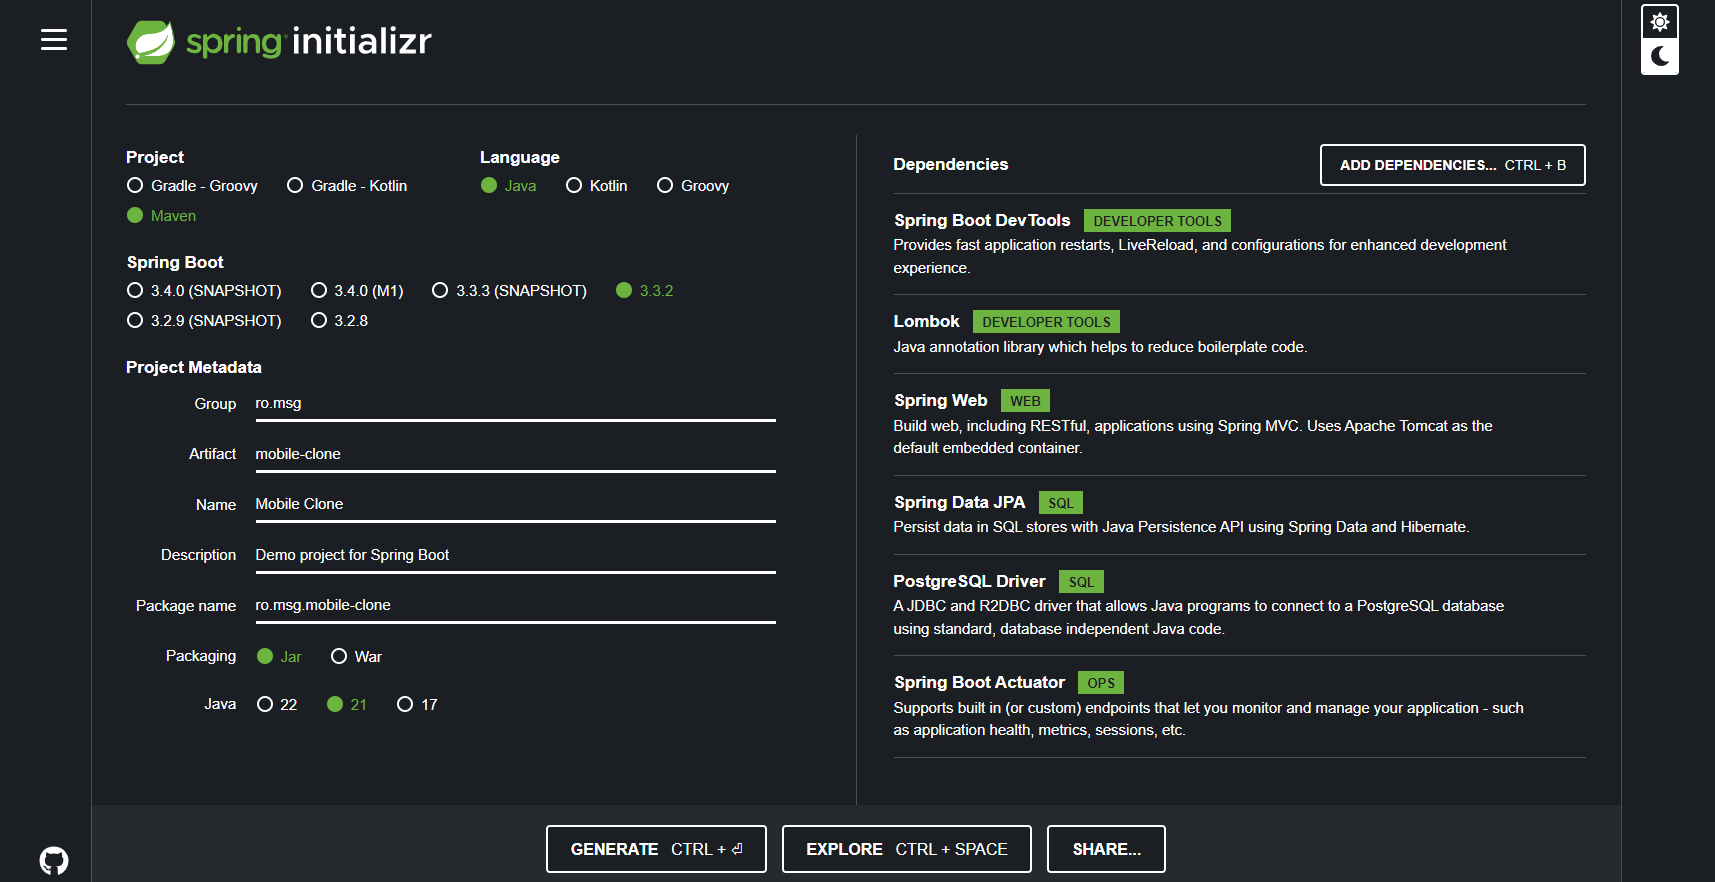 spring initializr
Project
Gradle - Groovy Gradle - Kotlin
Maven
Language
Java Kotlin Groovy
Spring Boot
3.4.0 (SNAPSHOT) 3.4.0 (M1) 3.3.3 (SNAPSHOT) 3.3.2
3.2.9 (SNAPSHOT) 3.2.8
Project Metadata
Group ro.msg
Artifact mobile-clone
Name Mobile Clone
Description Demo project for Spring Boot
Package name ro.msg.mobile-clone
Packaging Jar War
Java 22 21 17
Dependencies
ADD DEPENDENCIES... CTRL + B
Spring Boot DevTools DEVELOPER TOOLS
Provides fast application restarts, LiveReload, and configurations for enhanced development
experience.
Lombok DEVELOPER TOOLS
Java annotation library which helps to reduce boilerplate code.
Spring Web WEB
Build web, including RESTful, applications using Spring MVC. Uses Apache Tomcat as the
default embedded container.
Spring Data JPA SQL
Persist data in SQL stores with Java Persistence API using Spring Data and Hibernate.
PostgreSQL Driver SQL
A JDBC and R2DBC driver that allows Java programs to connect to a PostgreSQL database
using standard, database independent Java code.
Spring Boot Actuator OPS
Supports built in (or custom) endpoints that let you monitor and manage your application - such
as application health, metrics, sessions, etc.
GENERATE CTRL + ⏎
EXPLORE CTRL + SPACE
SHARE...